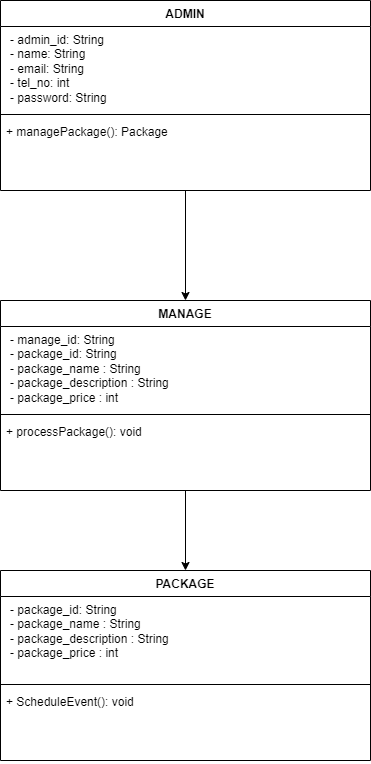 ADMIN
- admin_id: String
- name: String
- email: String
- tel_no: int
- password: String
+ managePackage(): Package
MANAGE
- manage_id: String
- package_id: String
- package_name : String
- package_description : String
- package_price : int
+ processPackage(): void
PACKAGE
- package_id: String
- package_name : String
- package_description : String
- package_price : int
+ ScheduleEvent(): void